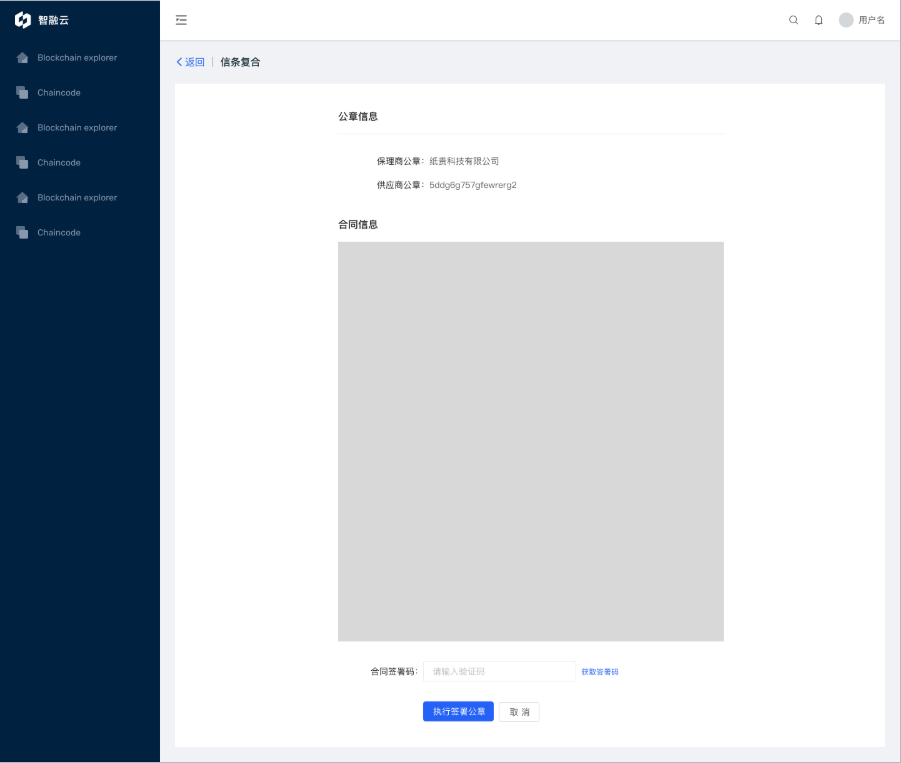 智融云
用户名
Blockchain explorer
返回 信条复合
Chaincode
公章信息
Blockchain explorer
保理商公章： 纸贵科技有限公司
Chaincode
供应商公章： 5ddg6g757gfewrerg2
Blockchain explorer
合同信息
Chaincode
合同签署码： 请输入验证码 获取签署码
执行签署公章 取 消